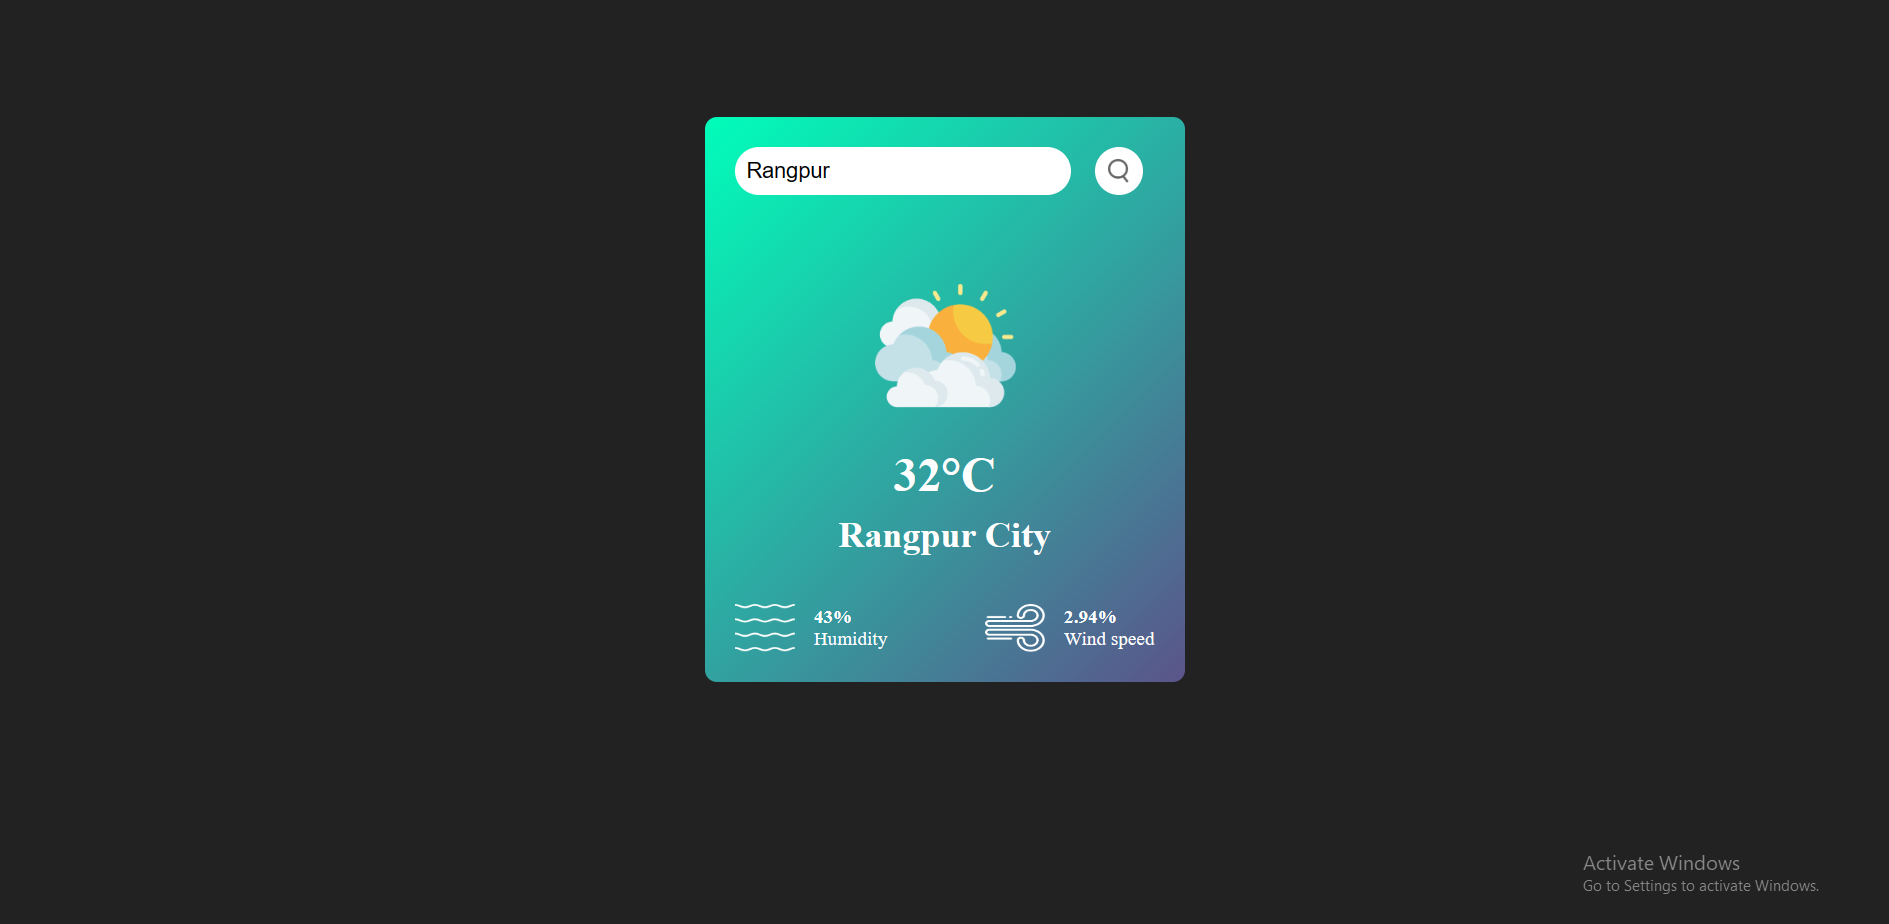 Rangpur
32°C
Rangpur City
43%
Humidity
2.94%
Wind speed
Activate Windows
Go to Settings to activate Windows.